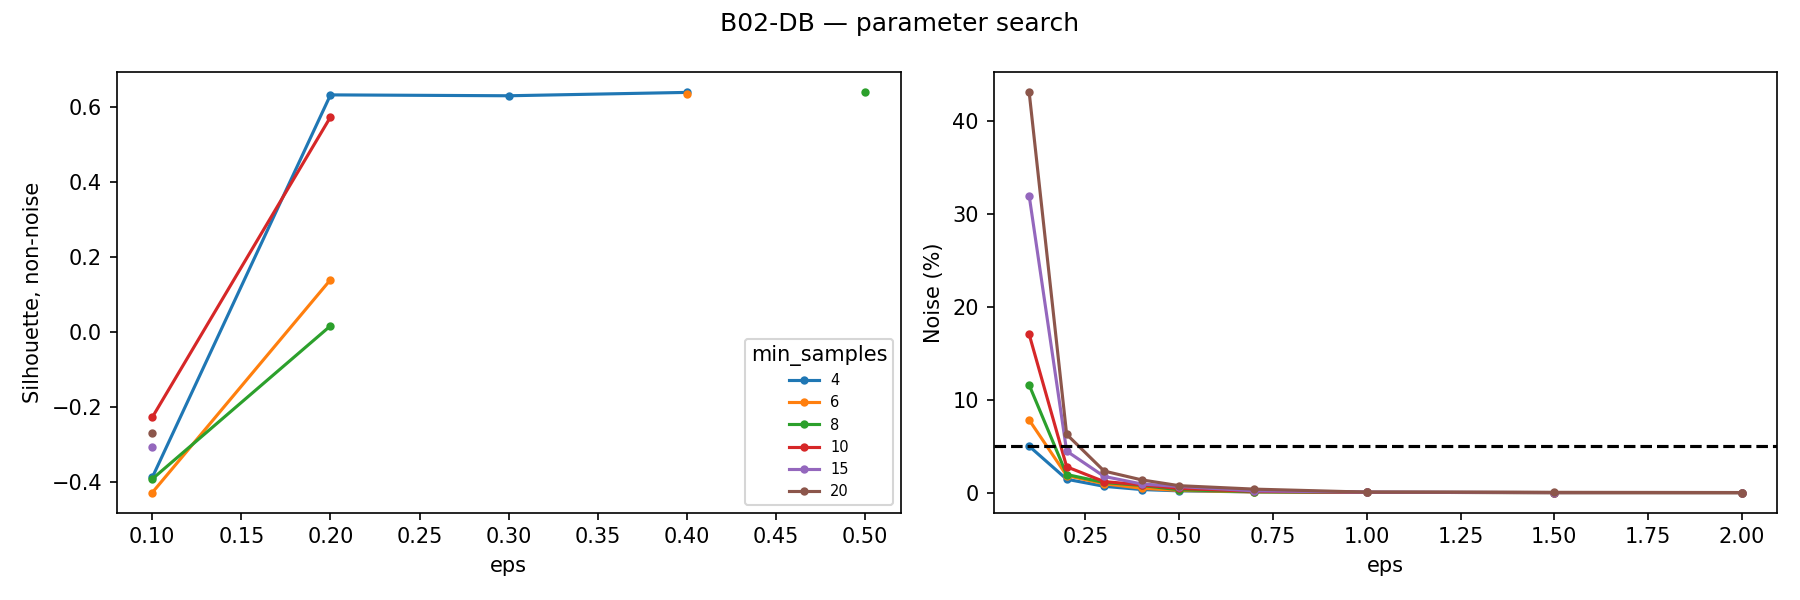 B02-DB — parameter search
Silhouette, non-noise
0.6
0.4
0.2
0.0
−0.2
−0.4
0.10 0.15 0.20 0.25 0.30 0.35 0.40 0.45 0.50
eps
min_samples
4
6
8
10
15
20
Noise (%)
40
30
20
10
0
0.25 0.50 0.75 1.00 1.25 1.50 1.75 2.00
eps